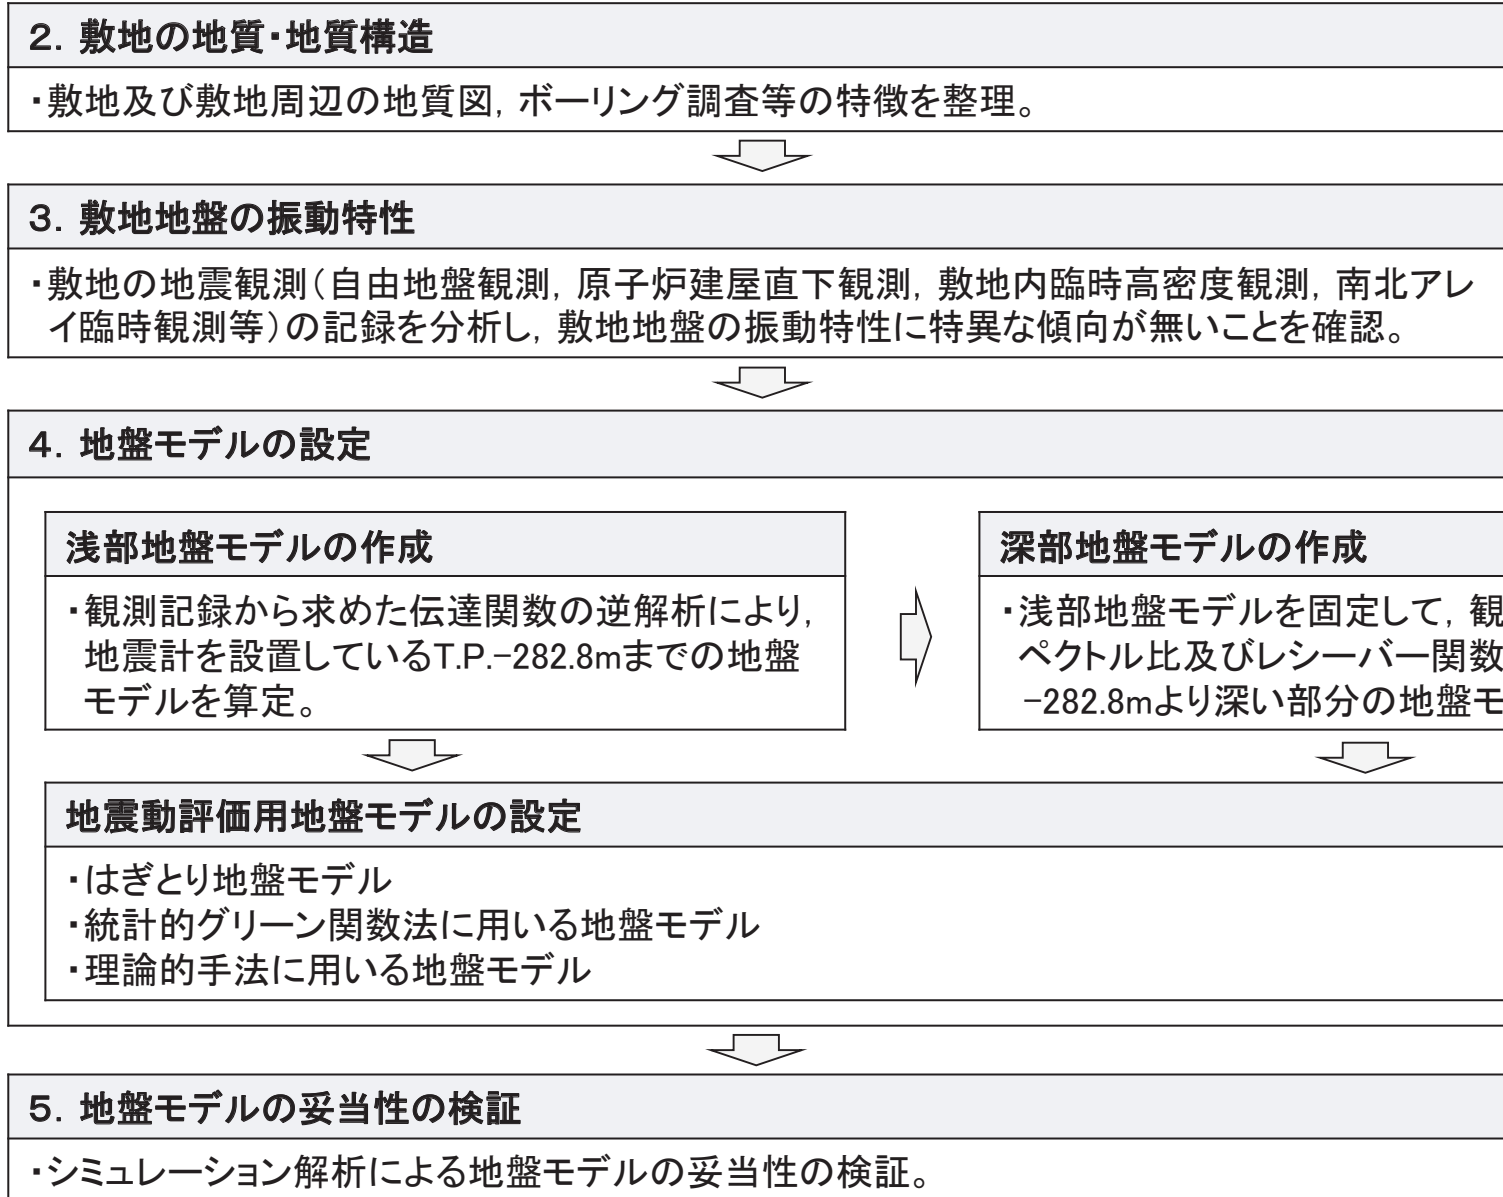 ２．敷地の地質・地質構造
・敷地及び敷地周辺の地質図，ボーリング調査等の特徴を整理。
３．敷地地盤の振動特性
・敷地の地震観測（自由地盤観測，原子炉建屋直下観測，敷地内臨時高密度観測，南北アレ
イ臨時観測等）の記録を分析し，敷地地盤の振動特性に特異な傾向が無いことを確認。
４．地盤モデルの設定
浅部地盤モデルの作成
・観測記録から求めた伝達関数の逆解析により，
地震計を設置しているT.P.-282.8mまでの地盤
モデルを算定。
深部地盤モデルの作成
・浅部地盤モデルを固定して，観
ペクトル比及びレシーバー関数
-282.8mより深い部分の地盤モ
地震動評価用地盤モデルの設定
・はぎとり地盤モデル
・統計的グリーン関数法に用いる地盤モデル
・理論的手法に用いる地盤モデル
５．地盤モデルの妥当性の検証
・シミュレーション解析による地盤モデルの妥当性の検証。